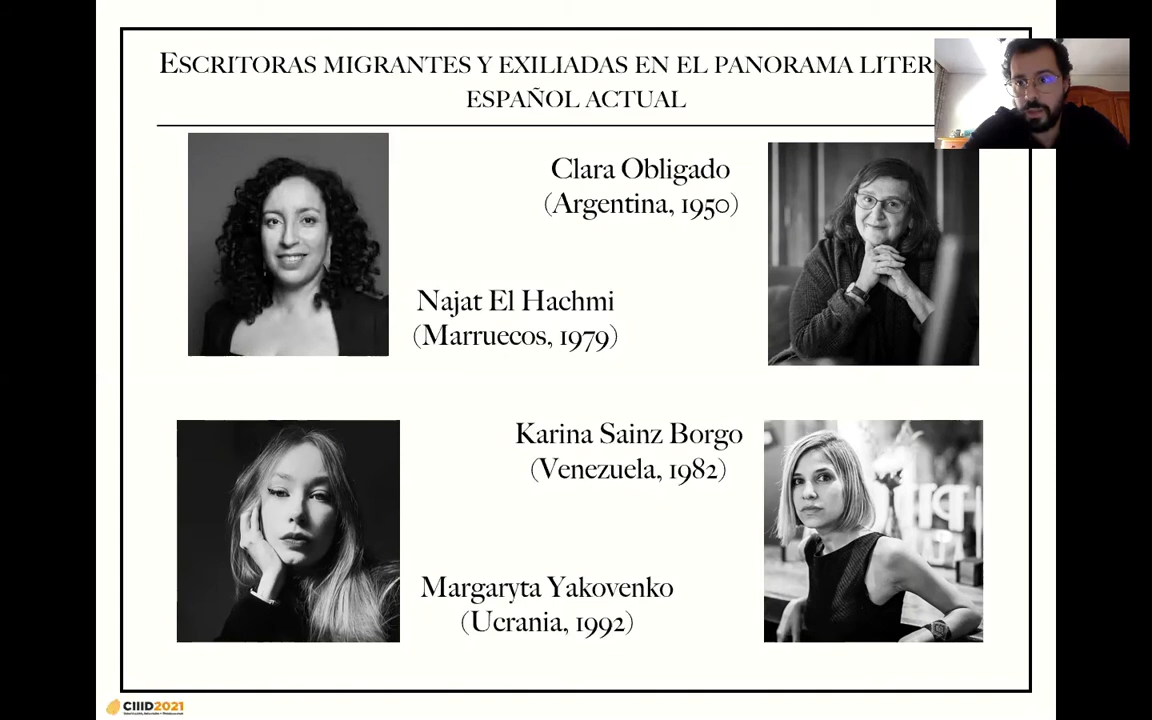 ESCRITORAS MIGRANTES Y EXILIADAS EN EL PANORAMA LITER
ESPAÑOL ACTUAL
Clara Obligado
(Argentina, 1950)
Najat El Hachmi
(Marruecos, 1979)
Karina Sainz Borgo
(Venezuela, 1982)
Margaryta Yakovenko
(Ucrania, 1992)
CIIID2021